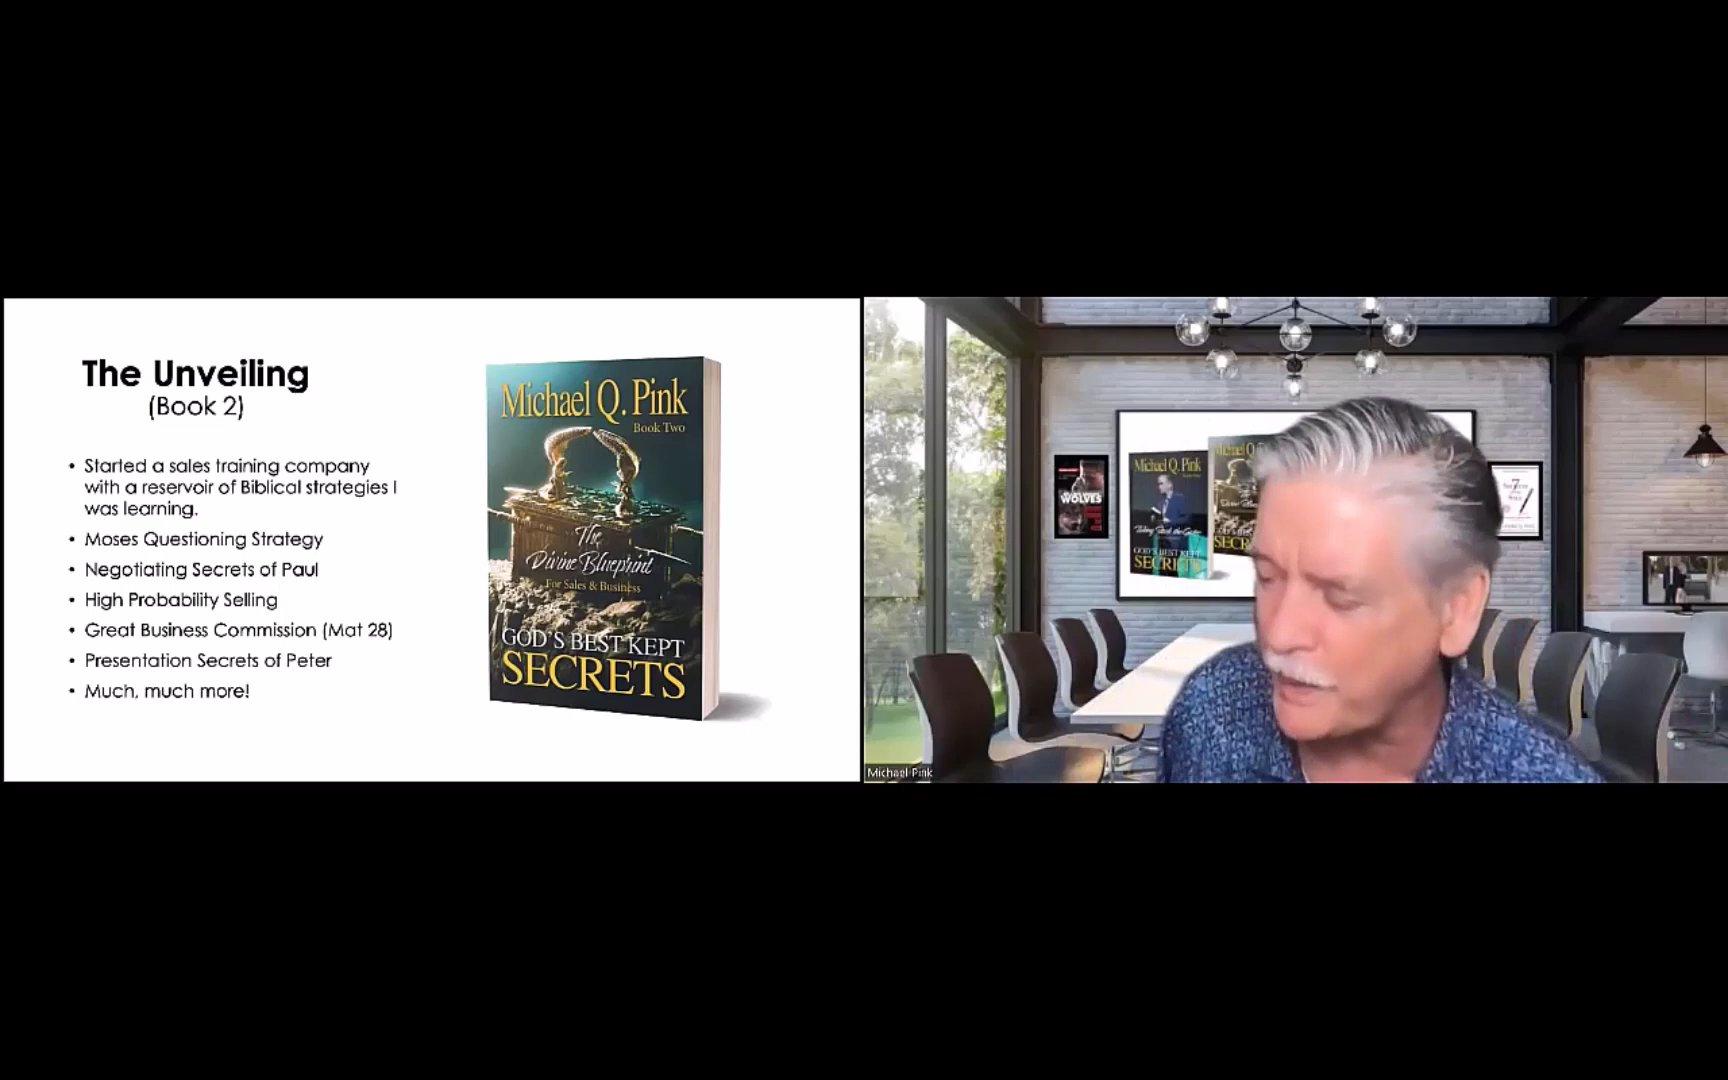 The Unveiling
(Book 2)
• Started a sales training company
with a reservoir of Biblical strategies I
was learning.
• Moses Questioning Strategy
• Negotiating Secrets of Paul
• High Probability Selling
• Great Business Commission (Mat 28)
• Presentation Secrets of Peter
• Much, much more!
Michael Q. Pink
Book Two
The
Divine Blueprint
For Sales & Business
GOD'S BEST KEPT
SECRETS
WOLVES
Michael Q. Pink
GOD'S BEST KEPT
SECRETS
Michael Pink